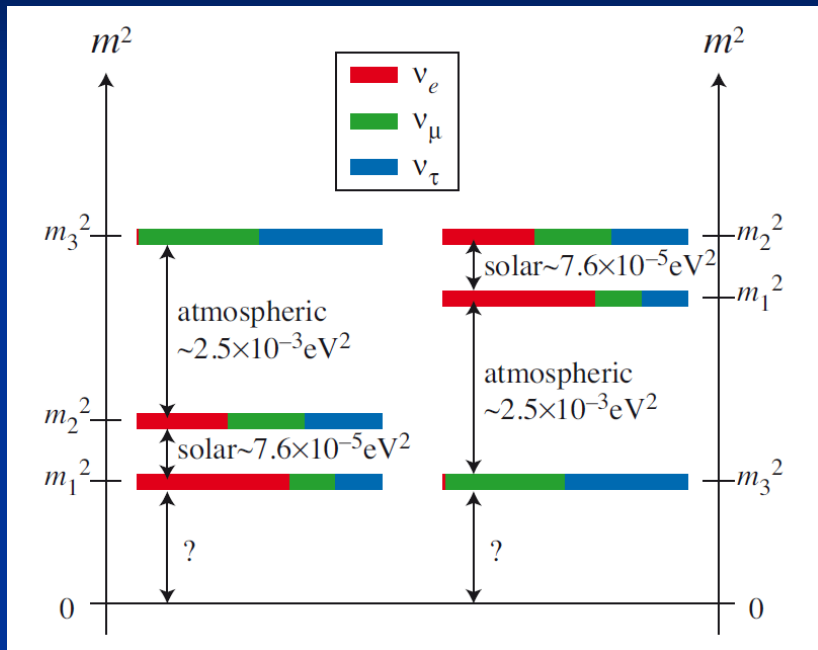 m²
m²
νₑ
ν_μ
ν_τ
m₃²
m₂²
solar~7.6×10⁻⁵eV²
m₁²
atmospheric
~2.5×10⁻³eV²
atmospheric
~2.5×10⁻³eV²
m₂²
solar~7.6×10⁻⁵eV²
m₁²
m₃²
?
?
0
0